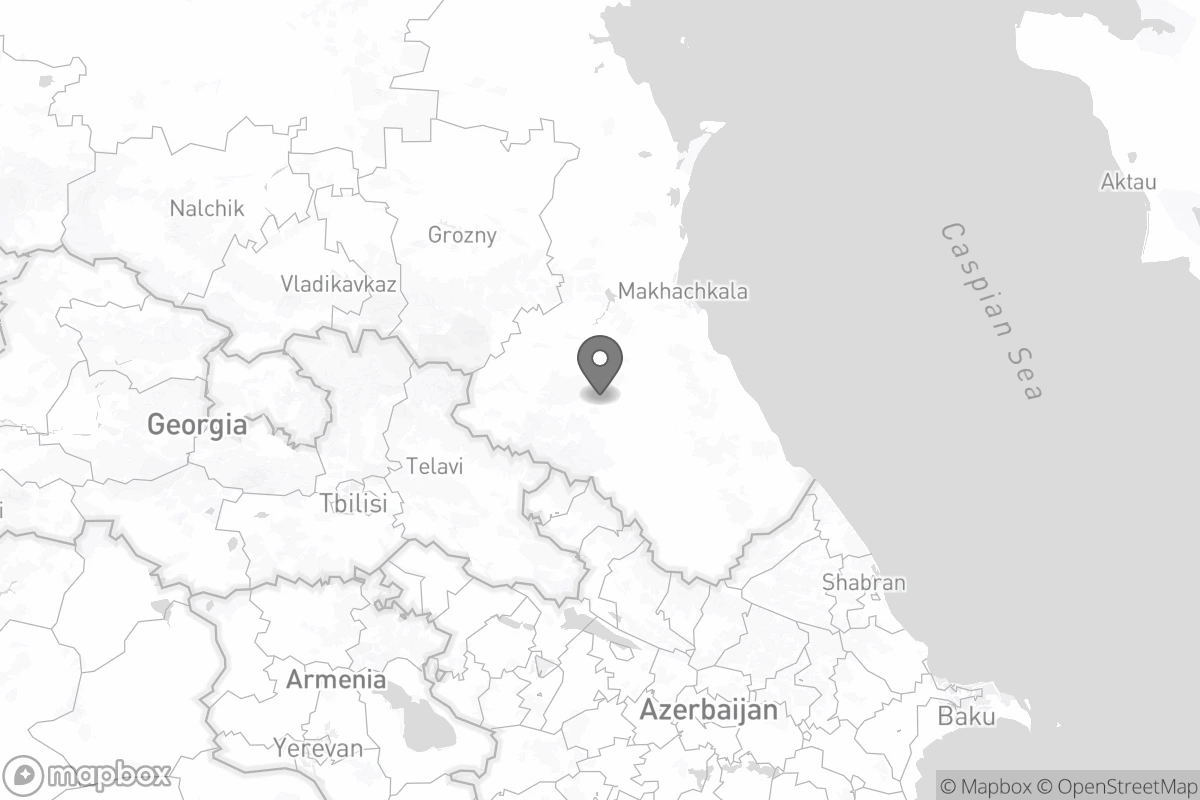 Aktau
Nalchik
Grozny
Caspian Sea
Vladikavkaz
Makhachkala
Georgia
Telavi
Tbilisi
i
Shabran
Armenia
Azerbaijan
Baku
Yerevan
mapbox
© Mapbox © OpenStreetMap